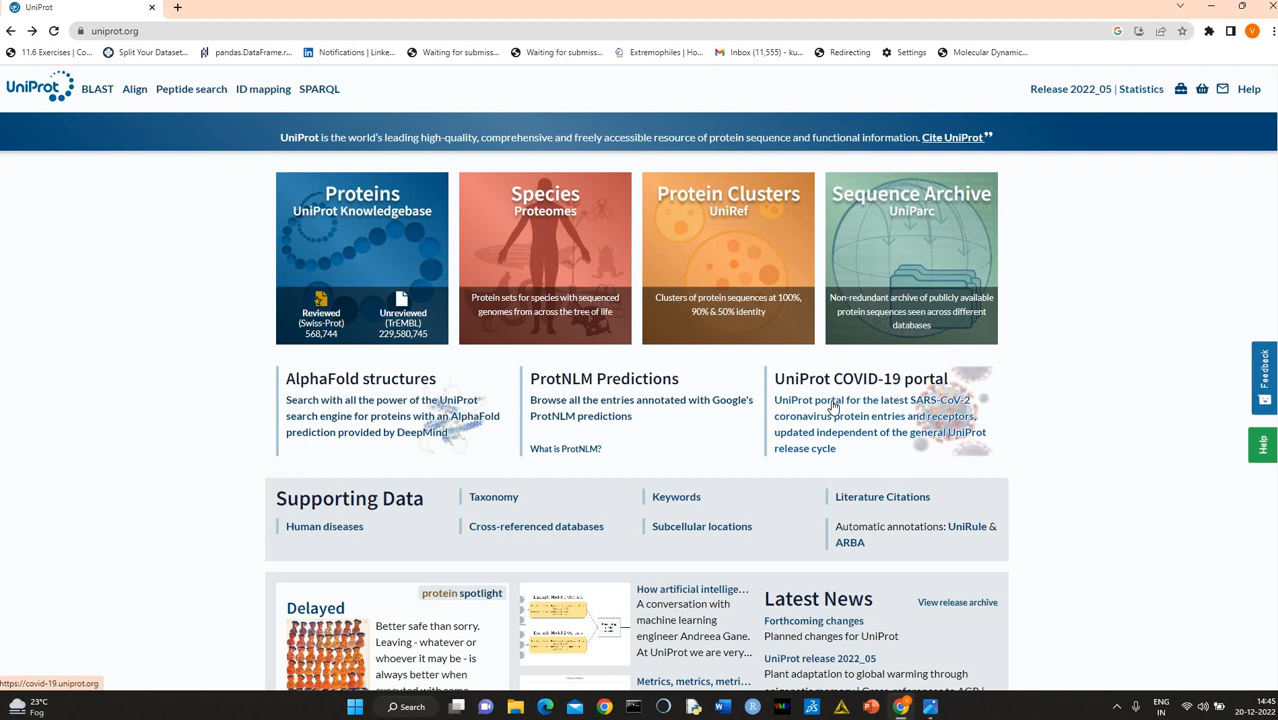 UniProt
uniprot.org
11.6 Exercises | Co...
Split Your Dataset...
pandas.DataFrame.r...
Notifications | Linke...
Waiting for submiss...
Waiting for submiss...
Extremophiles | Ho...
Inbox (11,555) - ku...
Redirecting
Settings
Molecular Dynamic...
UniProt
BLAST
Align
Peptide search
ID mapping
SPARQL
Release 2022_05 | Statistics
Help
UniProt is the world's leading high-quality, comprehensive and freely accessible resource of protein sequence and functional information. Cite UniProt”
Proteins
UniProt Knowledgebase
Reviewed
(Swiss-Prot)
568,744
Unreviewed
(TrEMBL)
229,580,745
Species
Proteomes
Protein sets for species with sequenced
genomes from across the tree of life
Protein Clusters
UniRef
Clusters of protein sequences at 100%,
90% & 50% identity
Sequence Archive
UniParc
Non-redundant archive of publicly available
protein sequences seen across different
databases
AlphaFold structures
Search with all the power of the UniProt
search engine for proteins with an AlphaFold
prediction provided by DeepMind
ProtNLM Predictions
Browse all the entries annotated with Google's
ProtNLM predictions
What is ProtNLM?
UniProt COVID-19 portal
UniProt portal for the latest SARS-CoV-2
coronavirus protein entries and receptors,
updated independent of the general UniProt
release cycle
Feedback
Help
Supporting Data
Taxonomy
Keywords
Literature Citations
Human diseases
Cross-referenced databases
Subcellular locations
Automatic annotations: UniRule &
ARBA
protein spotlight
Delayed
Better safe than sorry.
Leaving - whatever or
whoever it may be - is
always better when
How artificial intellige...
A conversation with
machine learning
engineer Andreea Gane.
At UniProt we are very...
Metrics, metrics, metri...
Latest News
View release archive
Forthcoming changes
Planned changes for UniProt
UniProt release 2022_05
Plant adaptation to global warming through
https://covid-19.uniprot.org
23°C
Fog
Search
ENG
IN
14:45
20-12-2022